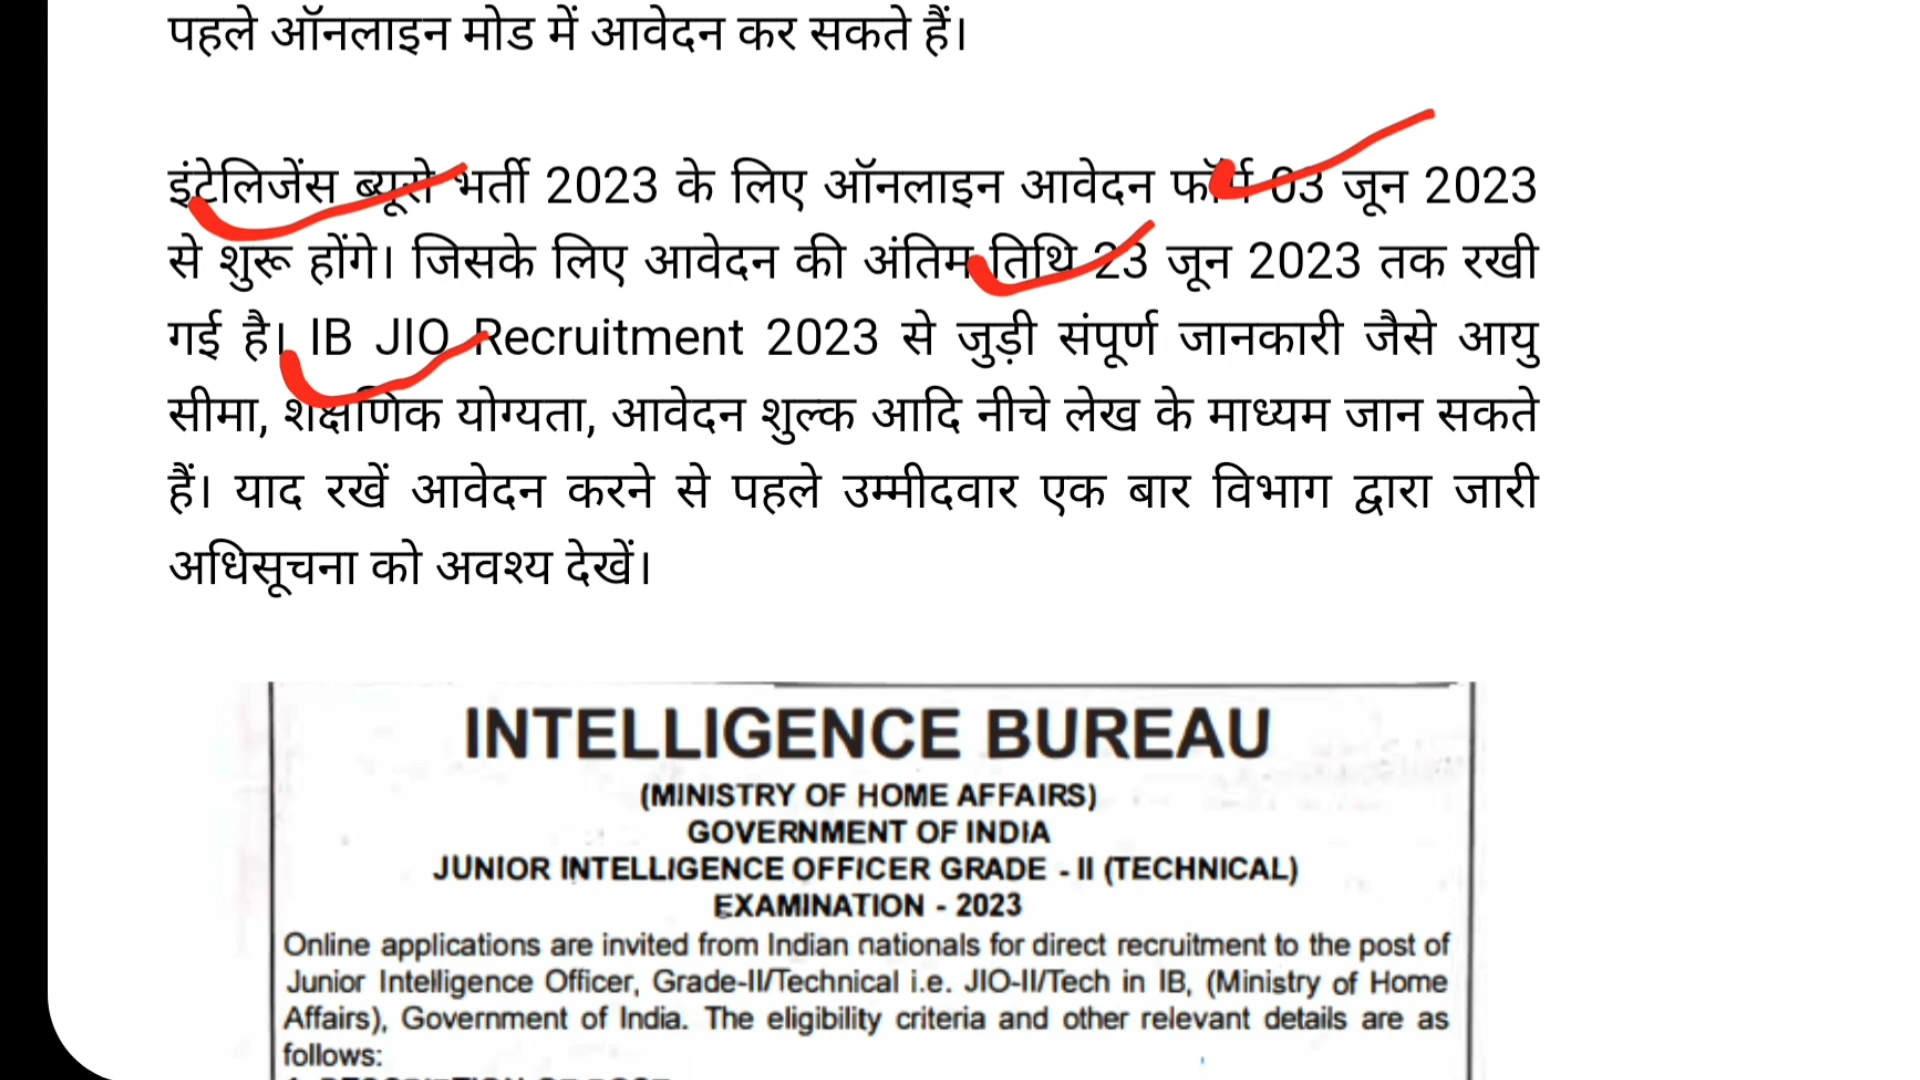 पहले ऑनलाइन मोड में आवेदन कर सकते हैं।
इंटेलिजेंस ब्यूरो भर्ती 2023 के लिए ऑनलाइन आवेदन फॉर्म 03 जून 2023
से शुरू होंगे। जिसके लिए आवेदन की अंतिम तिथि 23 जून 2023 तक रखी
गई है। IB JIO Recruitment 2023 से जुड़ी संपूर्ण जानकारी जैसे आयु
सीमा, शैक्षणिक योग्यता, आवेदन शुल्क आदि नीचे लेख के माध्यम जान सकते
हैं। याद रखें आवेदन करने से पहले उम्मीदवार एक बार विभाग द्वारा जारी
अधिसूचना को अवश्य देखें।
INTELLIGENCE BUREAU
(MINISTRY OF HOME AFFAIRS)
GOVERNMENT OF INDIA
JUNIOR INTELLIGENCE OFFICER GRADE - II (TECHNICAL)
EXAMINATION - 2023
Online applications are invited from Indian nationals for direct recruitment to the post of
Junior Intelligence Officer, Grade-II/Technical i.e. JIO-II/Tech in IB, (Ministry of Home
Affairs), Government of India. The eligibility criteria and other relevant details are as
follows: